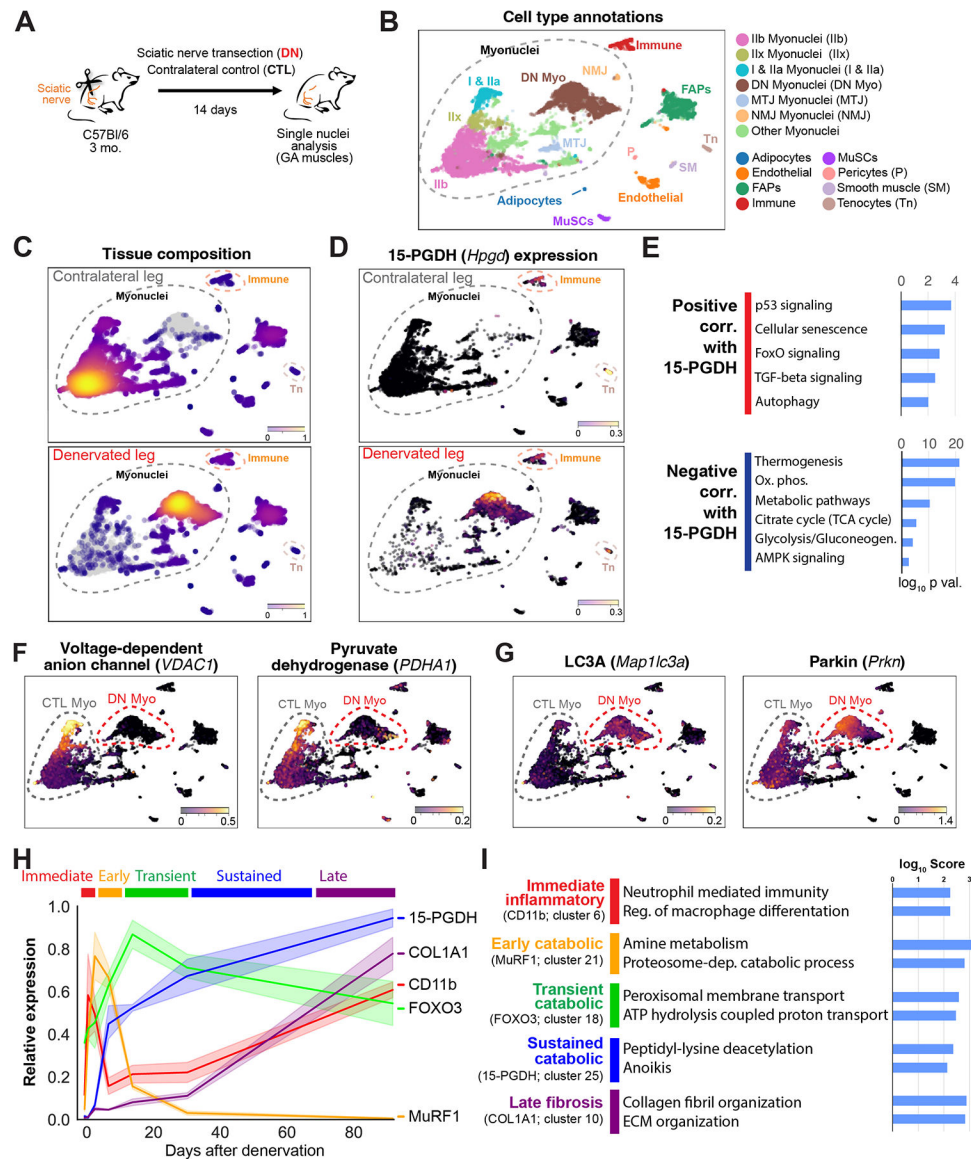 A
Sciatic nerve transection (DN)
Contralateral control (CTL)
Sciatic
nerve
14 days
C57Bl/6
3 mo.
Single nuclei
analysis
(GA muscles)
B
Cell type annotations
Myonuclei
Immune
NMJ
DN Myo
I & IIa
FAPs
IIx
Tn
MTJ
P
SM
IIb
Endothelial
Adipocytes
MuSCs
IIb Myonuclei (IIb)
IIx Myonuclei (IIx)
I & IIa Myonuclei (I & IIa)
DN Myonuclei (DN Myo)
MTJ Myonuclei (MTJ)
NMJ Myonuclei (NMJ)
Other Myonuclei
Adipocytes
Endothelial
FAPs
Immune
MuSCs
Pericytes (P)
Smooth muscle (SM)
Tenocytes (Tn)
C
Tissue composition
Contralateral leg
Immune
Myonuclei
Tn
0 1
Denervated leg
Immune
Myonuclei
Tn
0 1
D
15-PGDH (Hpgd) expression
Contralateral leg
Immune
Myonuclei
Tn
0 0.3
Denervated leg
Immune
Myonuclei
Tn
0 0.3
E
0 2 4
Positive
corr.
with
15-PGDH
p53 signaling
Cellular senescence
FoxO signaling
TGF-beta signaling
Autophagy
0 10 20
Negative
corr.
with
15-PGDH
Thermogenesis
Ox. phos.
Metabolic pathways
Citrate cycle (TCA cycle)
Glycolysis/Gluconeogen.
AMPK signaling
log10 p val.
F
Voltage-dependent
anion channel (VDAC1)
CTL Myo
DN Myo
0 0.5
Pyruvate
dehydrogenase (PDHA1)
CTL Myo
DN Myo
0 0.2
G
LC3A (Map1lc3a)
CTL Myo
DN Myo
0 0.2
Parkin (Prkn)
CTL Myo
DN Myo
0 1.4
H
Immediate Early Transient Sustained Late
Relative expression
1.0
0.8
0.6
0.4
0.2
0.0
0 20 40 60 80
Days after denervation
15-PGDH
COL1A1
CD11b
FOXO3
MuRF1
I
log10 Score
0 1 2 3
Immediate
inflammatory
(CD11b; cluster 6)
Neutrophil mediated immunity
Reg. of macrophage differentation
Early catabolic
(MuRF1; cluster 21)
Amine metabolism
Proteosome-dep. catabolic process
Transient
catabolic
(FOXO3; cluster 18)
Peroxisomal membrane transport
ATP hydrolysis coupled proton transport
Sustained
catabolic
(15-PGDH; cluster 25)
Peptidyl-lysine deacetylation
Anoikis
Late fibrosis
(COL1A1; cluster 10)
Collagen fibril organization
ECM organization